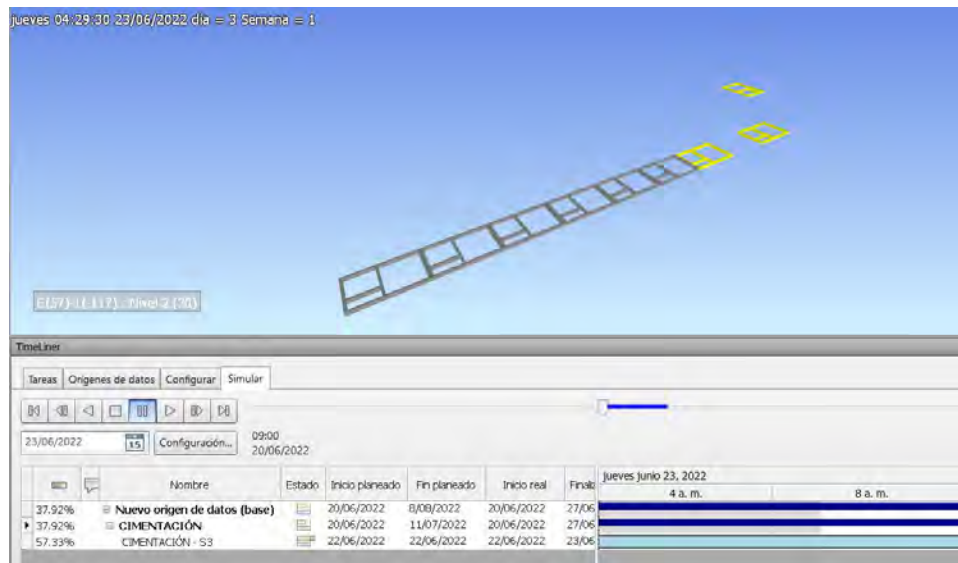 jueves 04:29:30 23/06/2022 día = 3 Semana = 1
TimeLiner
Tareas Orígenes de datos Configurar Simular
23/06/2022 15 Configuración... 09:00
20/06/2022
Nombre Estado Inicio planeado Fin planeado Inicio real Finaliz jueves junio 23, 2022
4 a. m. 8 a. m.
37.92% Nuevo origen de datos (base) 20/06/2022 8/08/2022 20/06/2022 27/06
37.92% CIMENTACIÓN 20/06/2022 11/07/2022 20/06/2022 27/06
57.33% CIMENTACIÓN - S3 22/06/2022 22/06/2022 22/06/2022 23/06